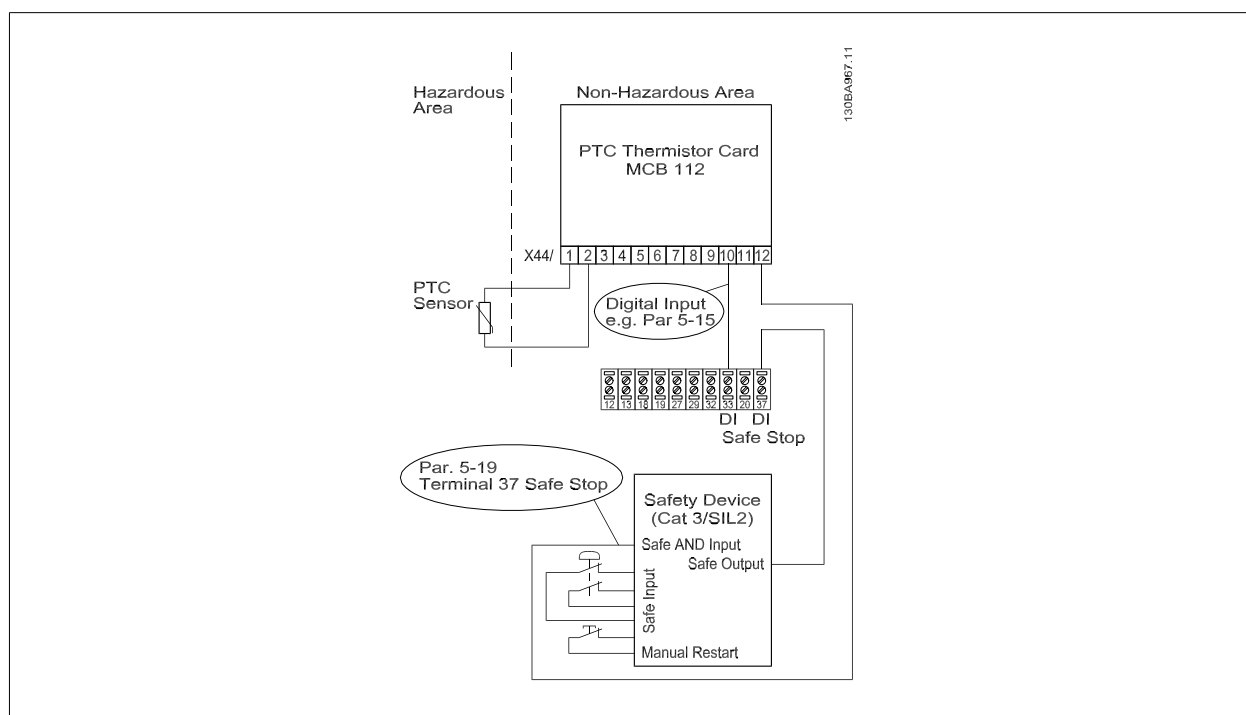 130BA967.11
Hazardous
Area
Non-Hazardous Area
PTC Thermistor Card
MCB 112
X44/ 1 2 3 4 5 6 7 8 9 10 11 12
PTC
Sensor
Digital Input
e.g. Par 5-15
12 13 18 19 27 29 32 33 20 37
DI DI
Safe Stop
Par. 5-19
Terminal 37 Safe Stop
Safety Device
(Cat 3/SIL2)
Safe AND Input
Safe Output
Safe Input
Manual Restart